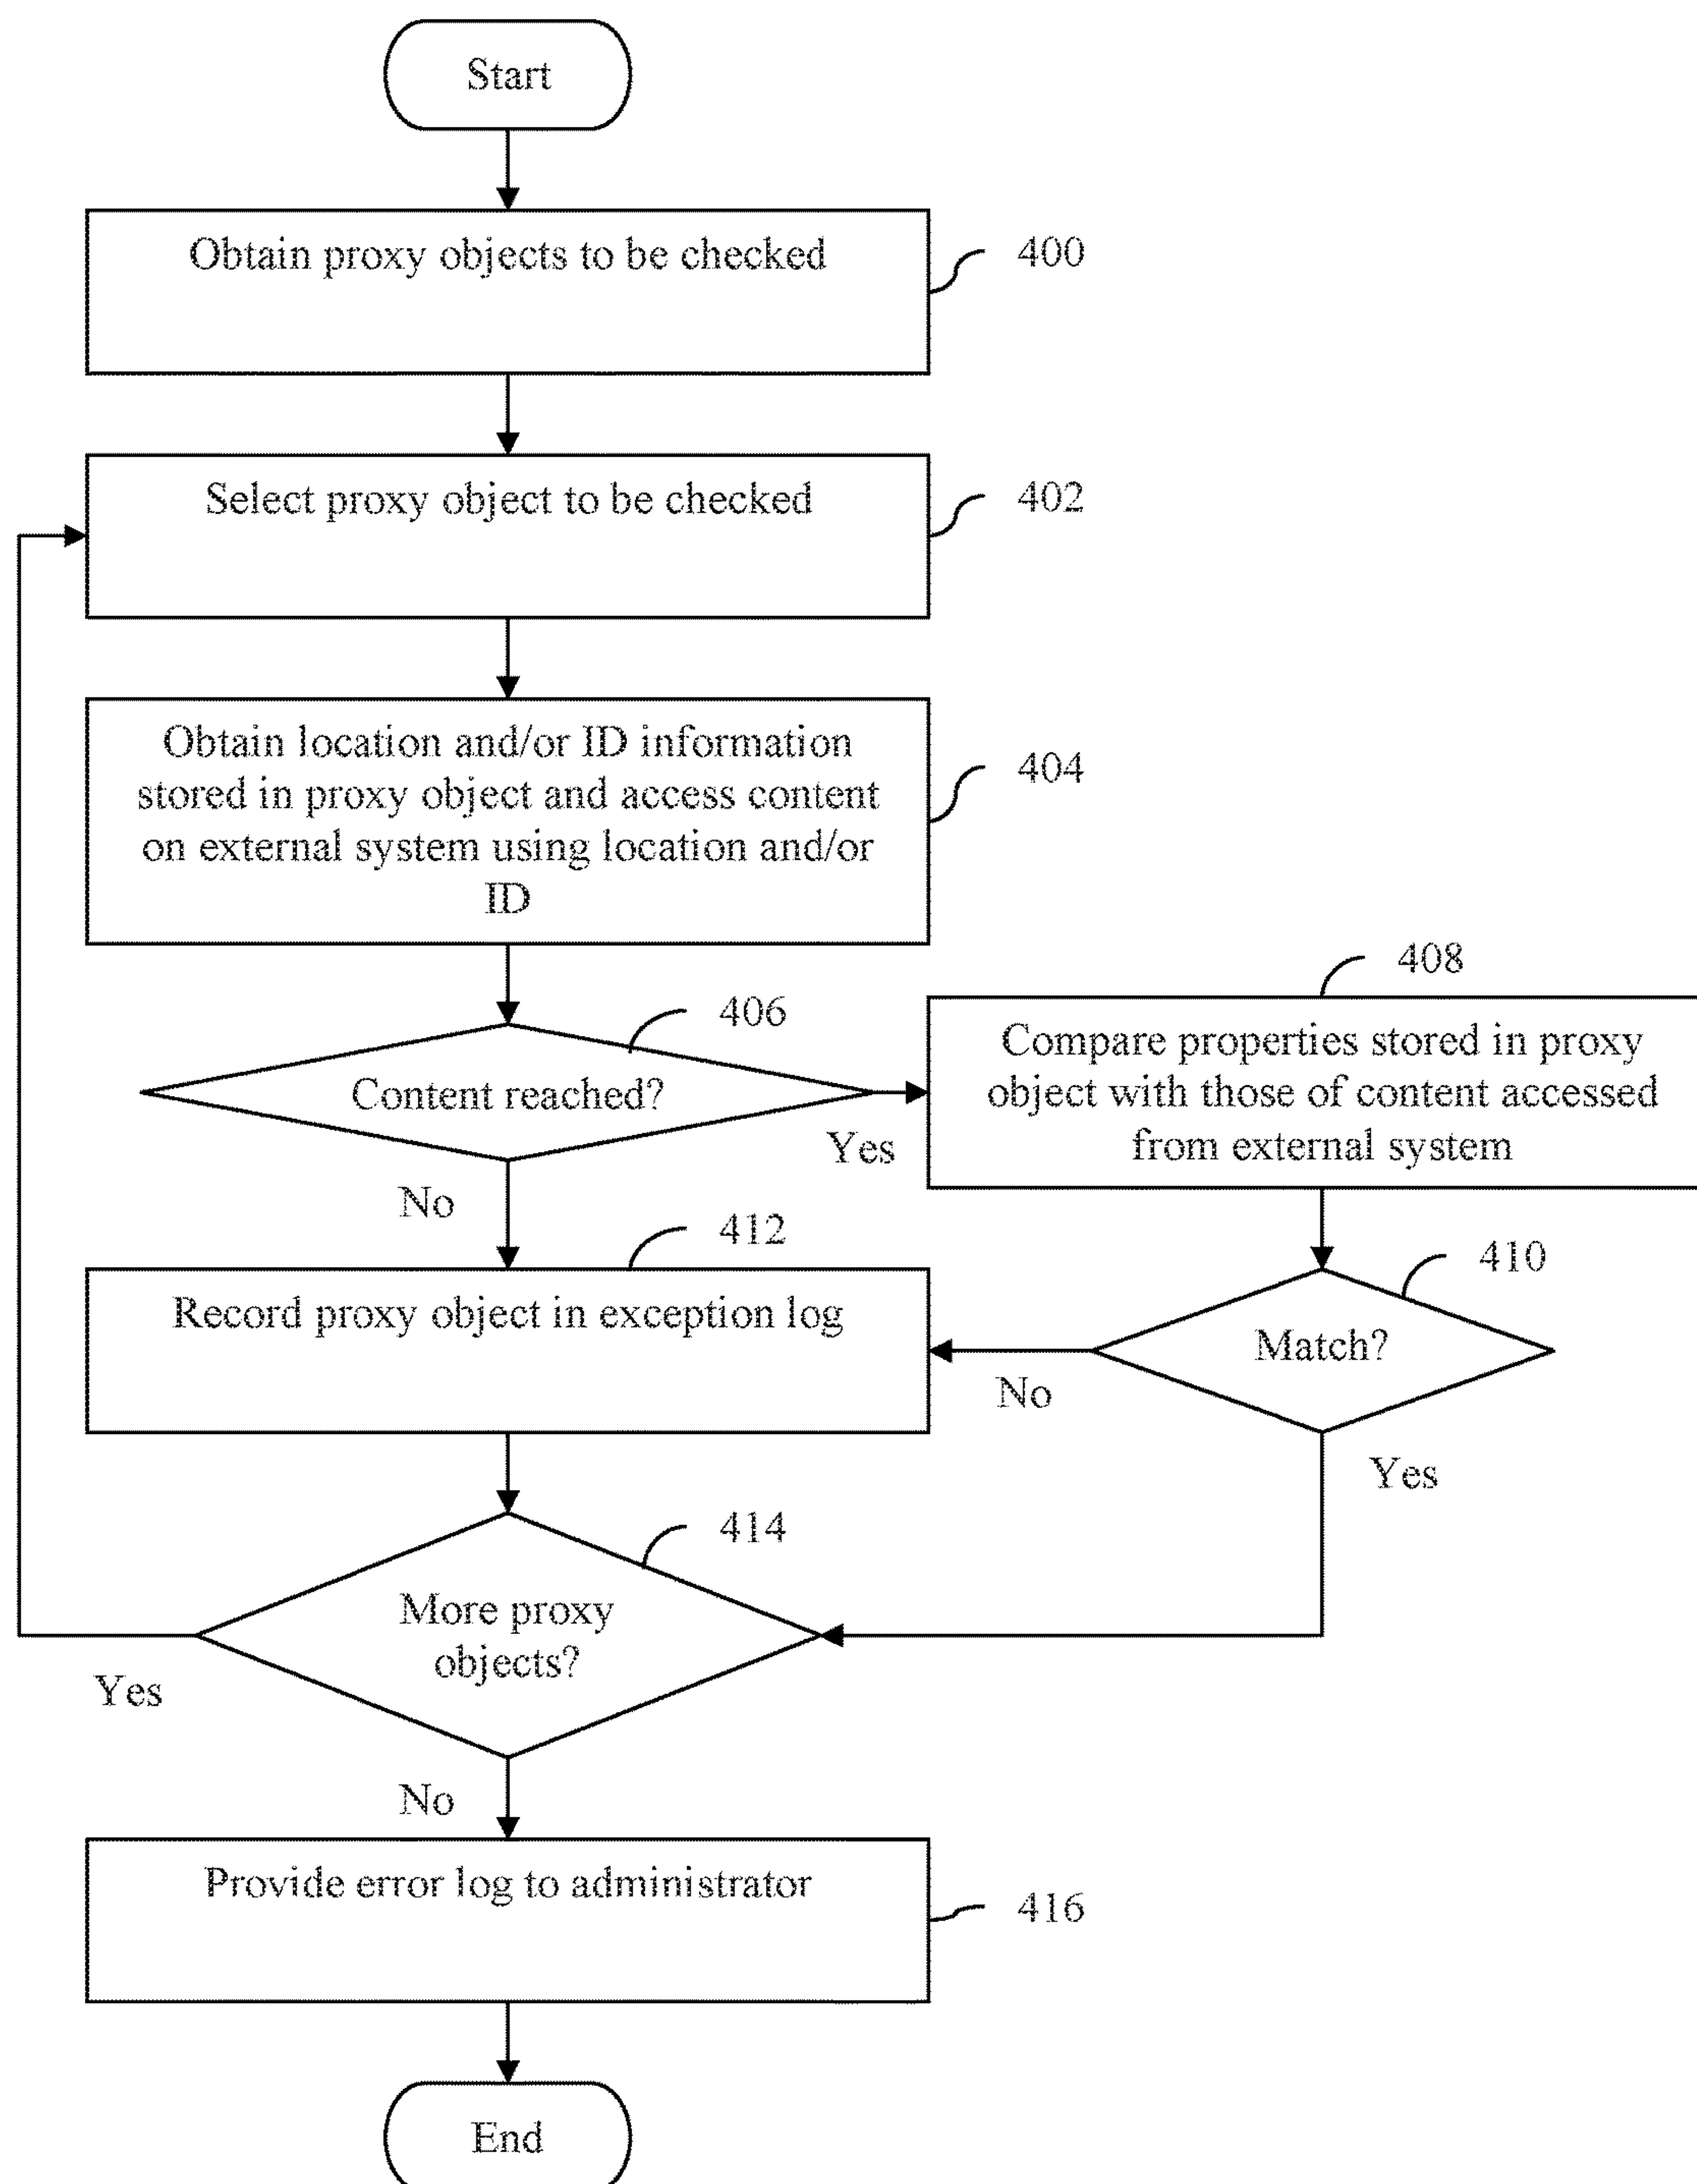 Start
Obtain proxy objects to be checked
400
Select proxy object to be checked
402
Obtain location and/or ID information
stored in proxy object and access content
on external system using location and/or
ID
404
406
Content reached?
Yes
No
408
Compare properties stored in proxy
object with those of content accessed
from external system
412
Record proxy object in exception log
410
Match?
No
Yes
414
More proxy
objects?
Yes
No
Provide error log to administrator
416
End